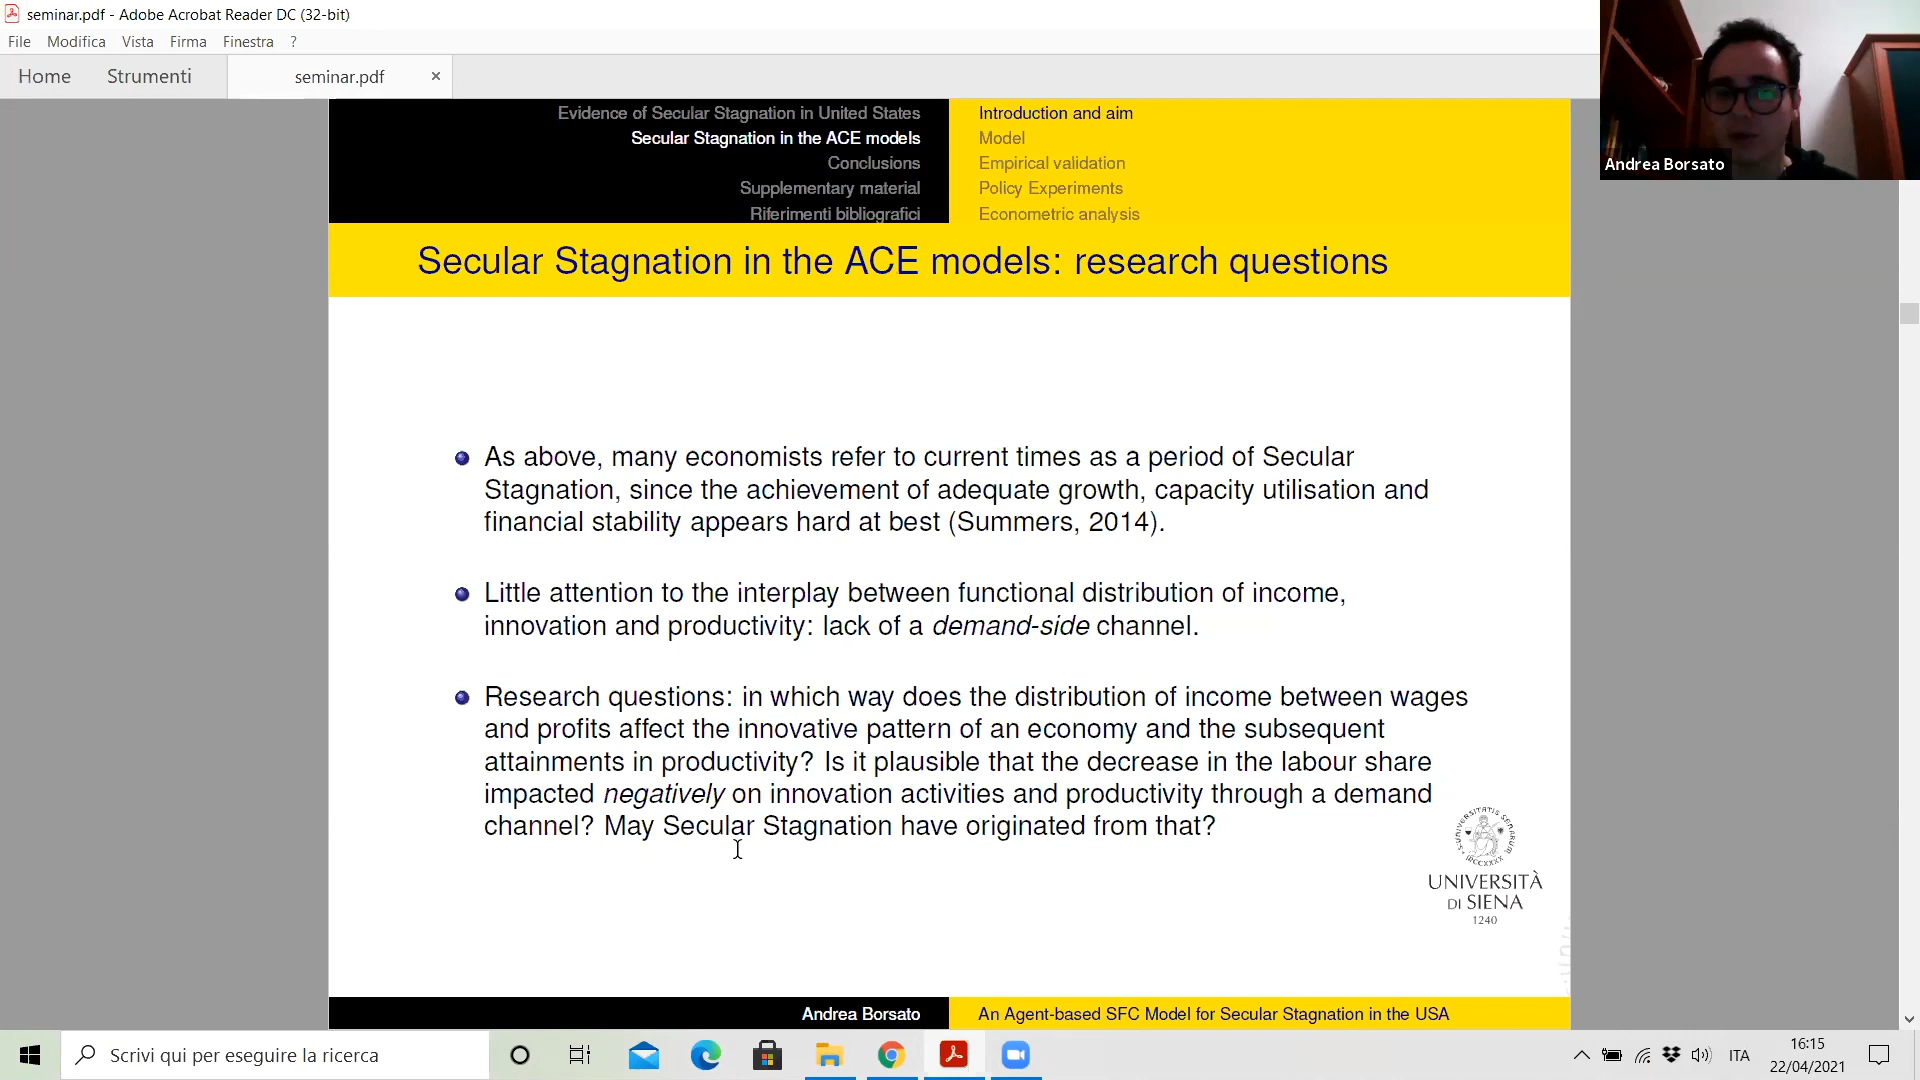 seminar.pdf - Adobe Acrobat Reader DC (32-bit)
File Modifica Vista Firma Finestra ?
Home Strumenti seminar.pdf ×
Evidence of Secular Stagnation in United States
Secular Stagnation in the ACE models
Conclusions
Supplementary material
Riferimenti bibliografici
Introduction and aim
Model
Empirical validation
Policy Experiments
Econometric analysis
Andrea Borsato
Secular Stagnation in the ACE models: research questions
As above, many economists refer to current times as a period of Secular
Stagnation, since the achievement of adequate growth, capacity utilisation and
financial stability appears hard at best (Summers, 2014).
Little attention to the interplay between functional distribution of income,
innovation and productivity: lack of a demand-side channel.
Research questions: in which way does the distribution of income between wages
and profits affect the innovative pattern of an economy and the subsequent
attainments in productivity? Is it plausible that the decrease in the labour share
impacted negatively on innovation activities and productivity through a demand
channel? May Secular Stagnation have originated from that?
UNIVERSITÀ
DI SIENA
1240
Andrea Borsato
An Agent-based SFC Model for Secular Stagnation in the USA
Scrivi qui per eseguire la ricerca
ITA
16:15
22/04/2021